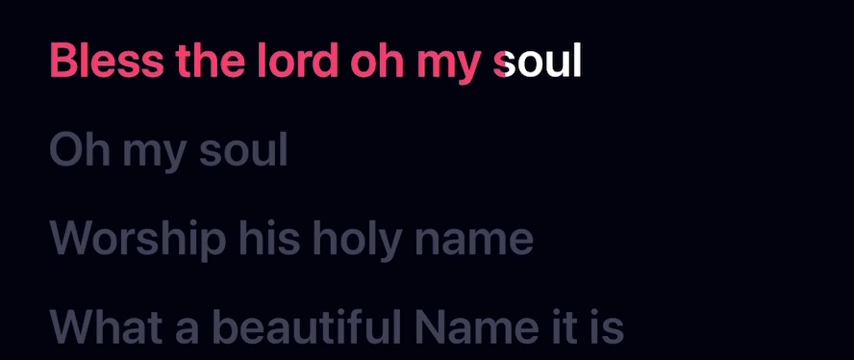 Bless the lord oh my soul
Oh my soul
Worship his holy name
What a beautiful Name it is